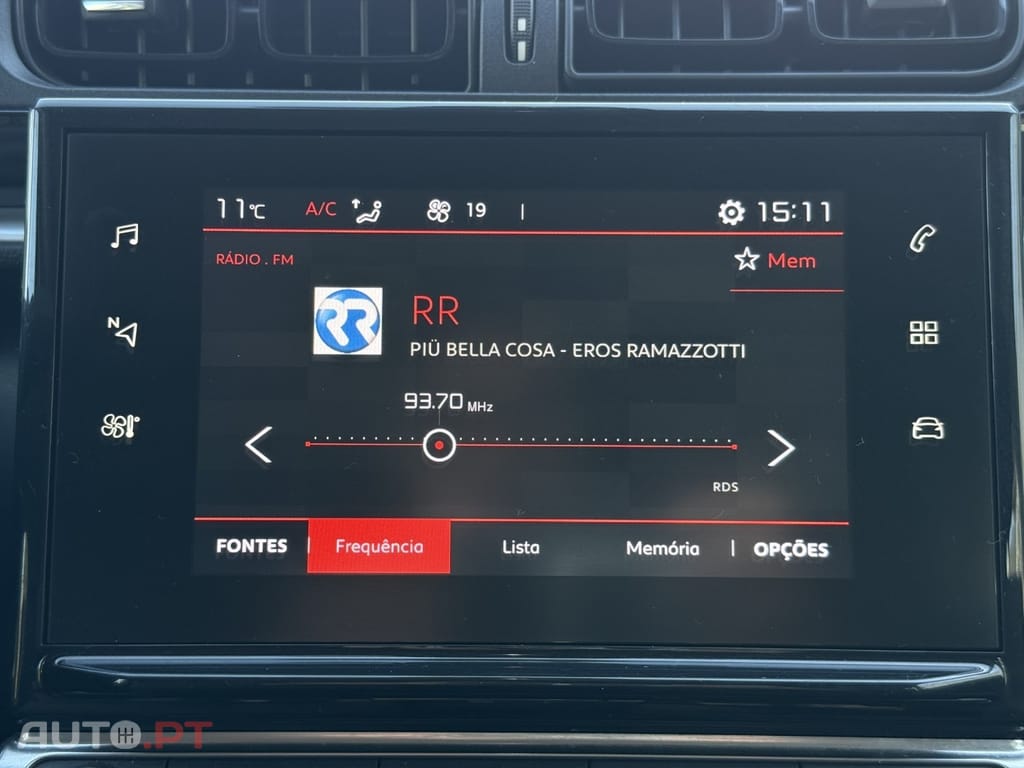 11°C A/C 19 | 15:11
RÁDIO . FM
Mem
RR
RR
PIÜ BELLA COSA - EROS RAMAZZOTTI
93.70 MHz
N
RDS
FONTES | Frequência Lista Memória | OPÇÕES
AUTO.PT